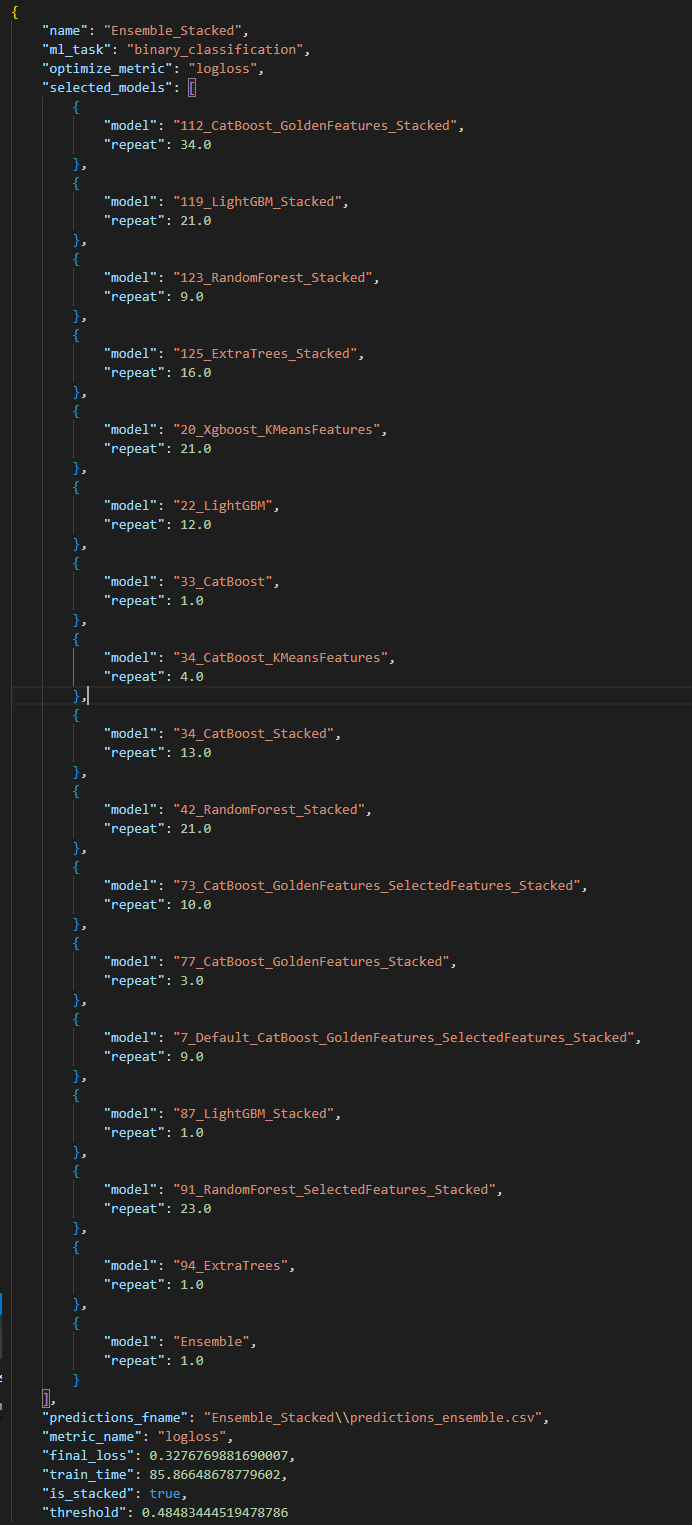 {
"name": "Ensemble_Stacked",
"ml_task": "binary_classification",
"optimize_metric": "logloss",
"selected_models": [
{
"model": "112_CatBoost_GoldenFeatures_Stacked",
"repeat": 34.0
},
{
"model": "119_LightGBM_Stacked",
"repeat": 21.0
},
{
"model": "123_RandomForest_Stacked",
"repeat": 9.0
},
{
"model": "125_ExtraTrees_Stacked",
"repeat": 16.0
},
{
"model": "20_Xgboost_KMeansFeatures",
"repeat": 21.0
},
{
"model": "22_LightGBM",
"repeat": 12.0
},
{
"model": "33_CatBoost",
"repeat": 1.0
},
{
"model": "34_CatBoost_KMeansFeatures",
"repeat": 4.0
},
{
"model": "34_CatBoost_Stacked",
"repeat": 13.0
},
{
"model": "42_RandomForest_Stacked",
"repeat": 21.0
},
{
"model": "73_CatBoost_GoldenFeatures_SelectedFeatures_Stacked",
"repeat": 10.0
},
{
"model": "77_CatBoost_GoldenFeatures_Stacked",
"repeat": 3.0
},
{
"model": "7_Default_CatBoost_GoldenFeatures_SelectedFeatures_Stacked",
"repeat": 9.0
},
{
"model": "87_LightGBM_Stacked",
"repeat": 1.0
},
{
"model": "91_RandomForest_SelectedFeatures_Stacked",
"repeat": 23.0
},
{
"model": "94_ExtraTrees",
"repeat": 1.0
},
{
"model": "Ensemble",
"repeat": 1.0
}
],
"predictions_fname": "Ensemble_Stacked\\predictions_ensemble.csv",
"metric_name": "logloss",
"final_loss": 0.3276769881690007,
"train_time": 85.86648678779602,
"is_stacked": true,
"threshold": 0.48483444519478786